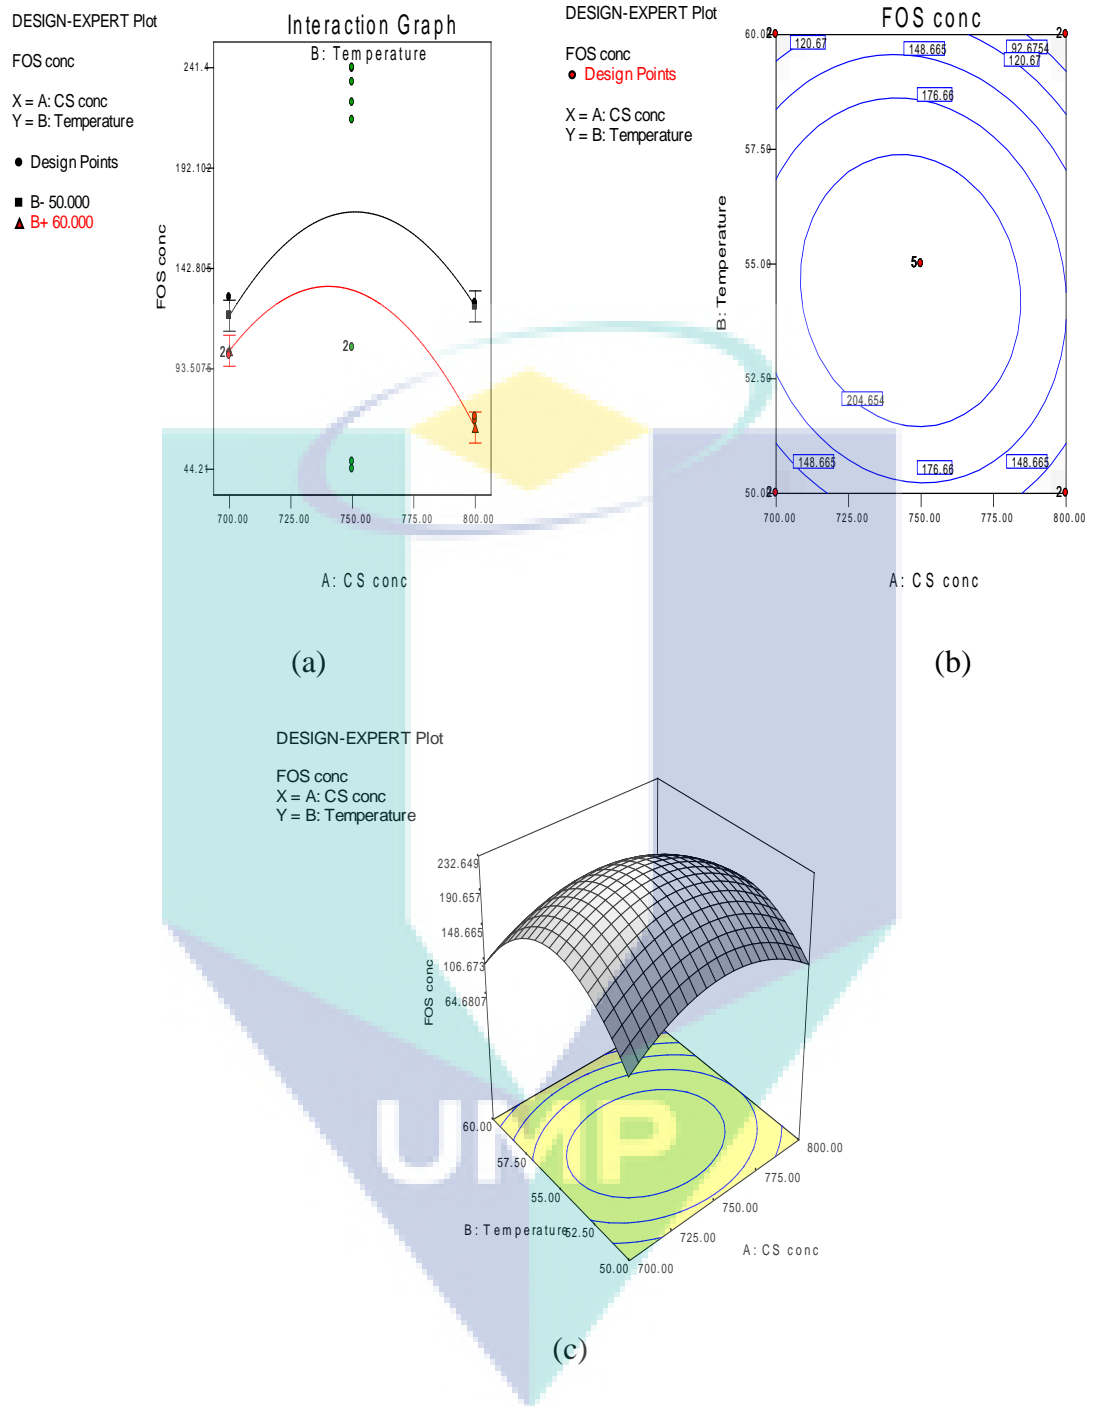 DESIGN-EXPERT Plot
FOS conc
X = A: CS conc
Y = B: Temperature
Design Points
B- 50.000
B+ 60.000
Interaction Graph
B: Temperature
241.4
192.102
142.805
93.5075
44.21
FOS conc
2
2
700.00 725.00 750.00 775.00 800.00
A: CS conc
(a)
DESIGN-EXPERT Plot
FOS conc
Design Points
X = A: CS conc
Y = B: Temperature
FOS conc
60.00
57.50
55.00
52.50
50.00
B: Temperature
2
2
120.67
148.665
92.6754
120.67
176.66
5
204.654
148.665
176.66
148.665
2
2
700.00 725.00 750.00 775.00 800.00
A: CS conc
(b)
DESIGN-EXPERT Plot
FOS conc
X = A: CS conc
Y = B: Temperature
232.649
190.657
148.665
106.673
64.6807
FOS conc
60.00
57.50
55.00
52.50
50.00
B: Temperature
700.00
725.00
750.00
775.00
800.00
A: CS conc
UMP
(c)